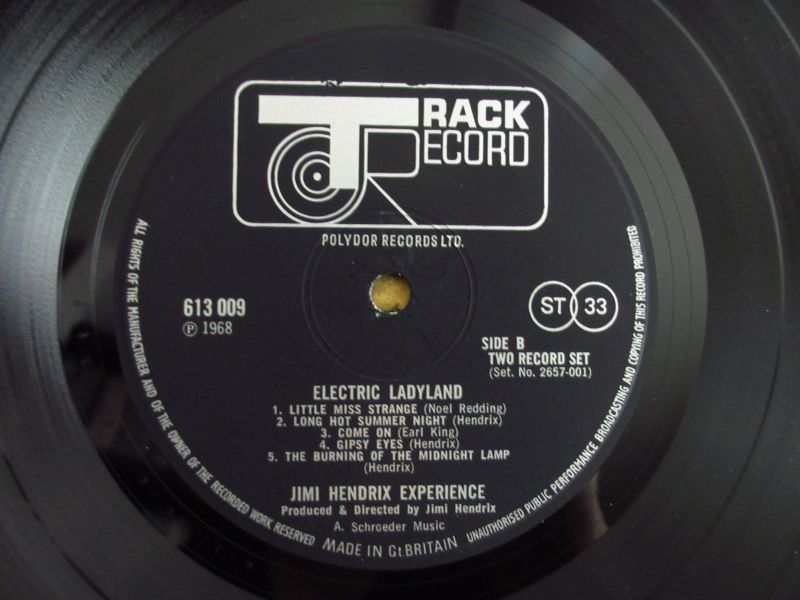 TRACK
RECORD
POLYDOR RECORDS LTD.
613 009
Ⓟ 1968
ST 33
SIDE B
TWO RECORD SET
(Set. No. 2657-001)
ELECTRIC LADYLAND
1. LITTLE MISS STRANGE (Noel Redding)
2. LONG HOT SUMMER NIGHT (Hendrix)
3. COME ON (Earl King)
4. GIPSY EYES (Hendrix)
5. THE BURNING OF THE MIDNIGHT LAMP
(Hendrix)
JIMI HENDRIX EXPERIENCE
Produced & Directed by Jimi Hendrix
A. Schroeder Music
ALL RIGHTS OF THE MANUFACTURER AND OF THE OWNER OF THE RECORDED WORK RESERVED
MADE IN Gt. BRITAIN
UNAUTHORISED PUBLIC PERFORMANCE BROADCASTING AND COPYING OF THIS RECORD PROHIBITED